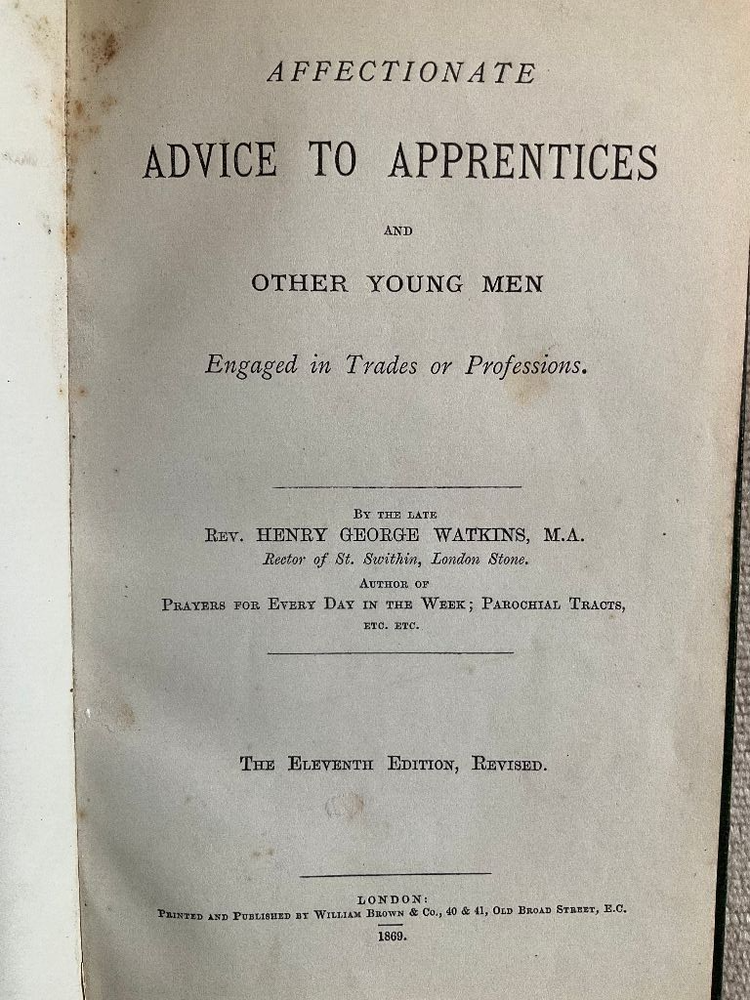 AFFECTIONATE
ADVICE TO APPRENTICES
AND
OTHER YOUNG MEN
Engaged in Trades or Professions.
BY THE LATE
REV. HENRY GEORGE WATKINS, M.A.
Rector of St. Swithin, London Stone.
AUTHOR OF
PRAYERS FOR EVERY DAY IN THE WEEK; PAROCHIAL TRACTS,
ETC. ETC.
THE ELEVENTH EDITION, REVISED.
LONDON:
PRINTED AND PUBLISHED BY WILLIAM BROWN & CO., 40 & 41, OLD BROAD STREET, E.C.
1869.